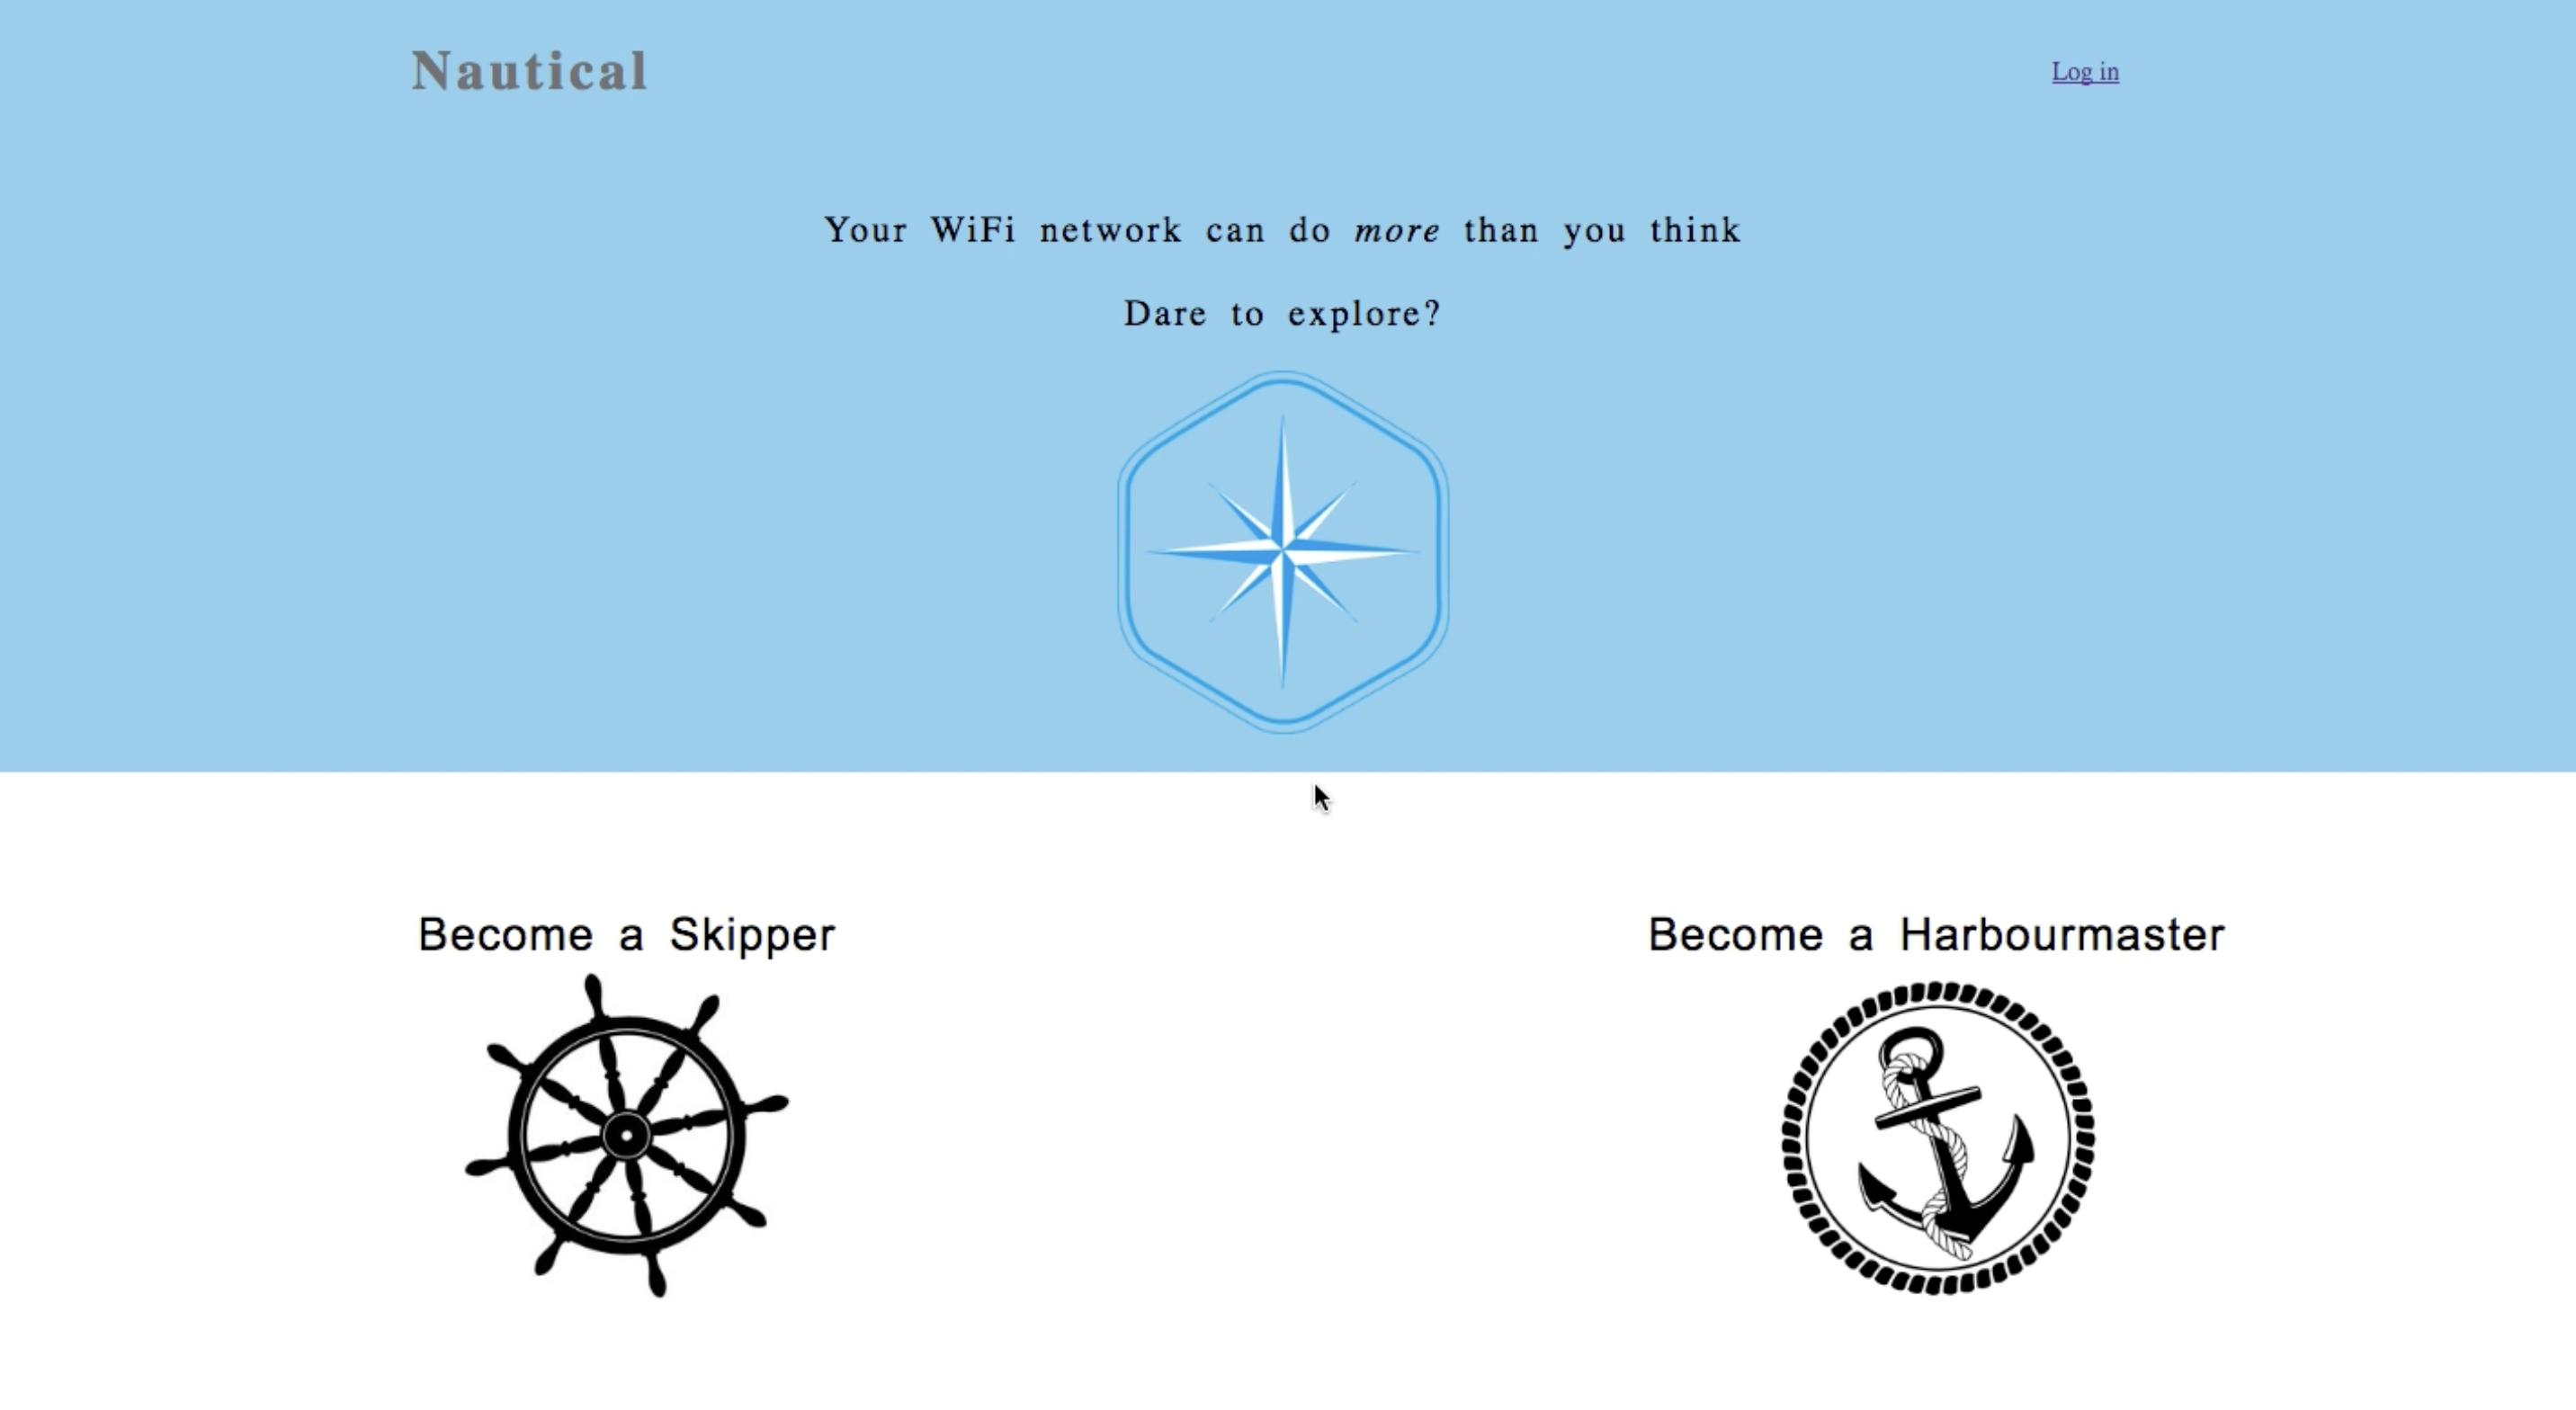 Nautical
Log in
Your WiFi network can do more than you think
Dare to explore?
Become a Skipper
Become a Harbourmaster